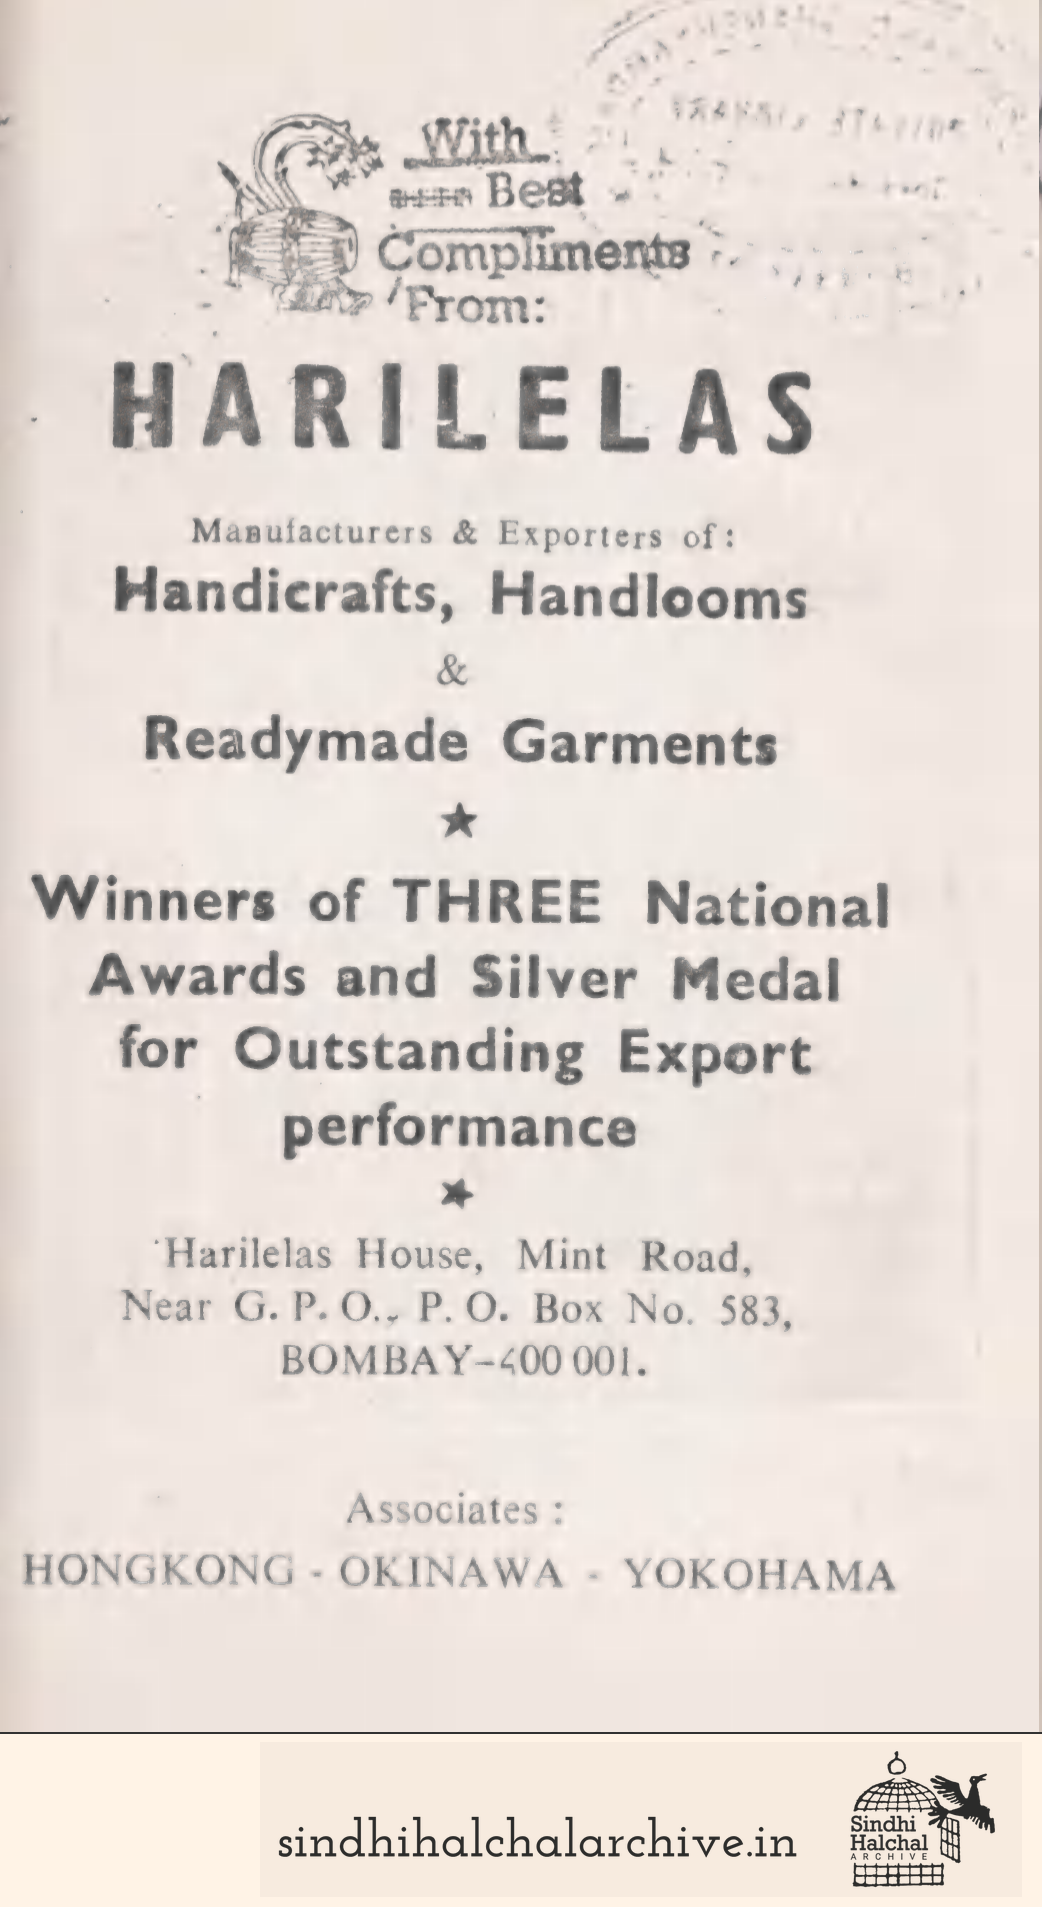 With
Best
Compliments
From:
HARILELAS
Manufacturers & Exporters of:
Handicrafts, Handlooms
&
Readymade Garments
Winners of THREE National
Awards and Silver Medal
for Outstanding Export
performance
Harilelas House, Mint Road,
Near G. P. O., P. O. Box No. 583,
BOMBAY-400 001.
Associates :
HONGKONG - OKINAWA - YOKOHAMA
sindhihalchalarchive.in
Sindhi
Halchal
ARCHIVE